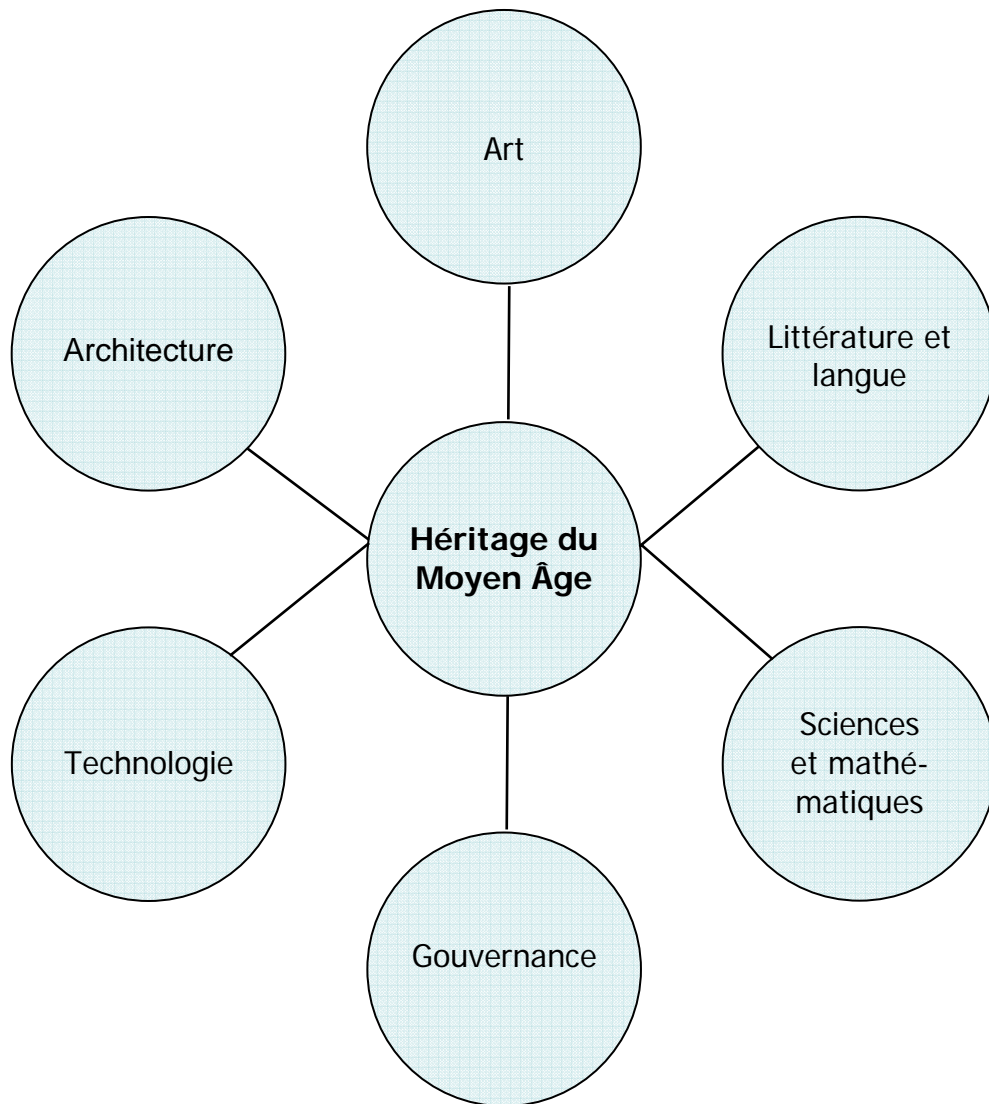 Art
Architecture
Littérature et
langue
Héritage du
Moyen Âge
Technologie
Sciences
et mathé-
matiques
Gouvernance